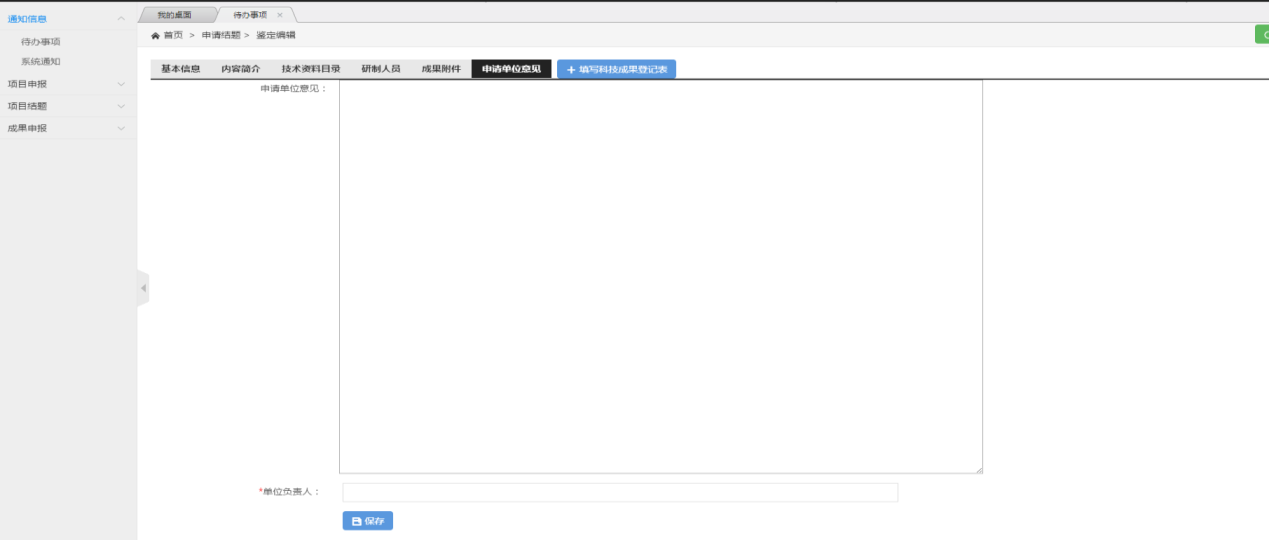 通知信息
待办事项
系统通知
项目申报
项目结题
成果申报
我的桌面 待办事项 ×
首页 > 申请结题 > 鉴定编辑
基本信息 内容简介 技术资料目录 研制人员 成果附件 申请单位意见 + 填写科技成果登记表
申请单位意见：
*单位负责人：
保存